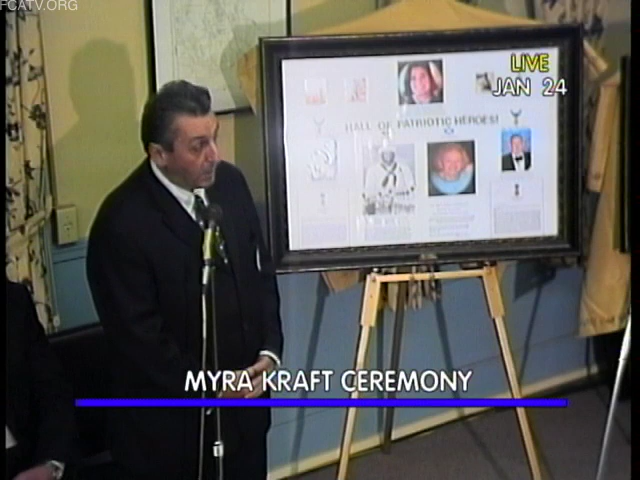 FCATV.ORG
LIVE
JAN 24
HALL OF PATRIOTIC HEROES!
MYRA KRAFT CEREMONY